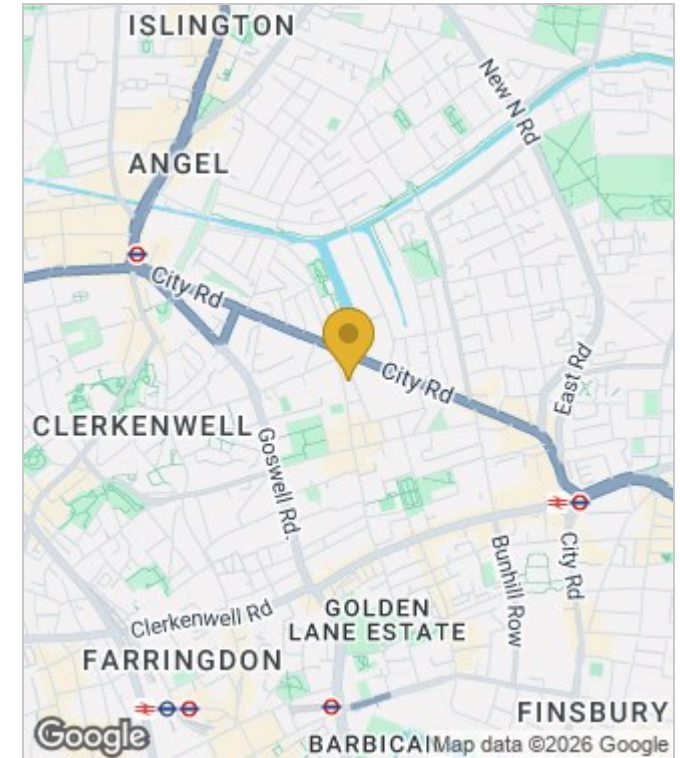 ISLINGTON
New N Rd
ANGEL
City Rd
City Rd
East Rd
CLERKENWELL
Goswell Rd.
Bunhill Row
City Rd
GOLDEN
LANE ESTATE
Clerkenwell Rd
FARRINGDON
FINSBURY
BARBICAN
Google
Map data ©2026 Google